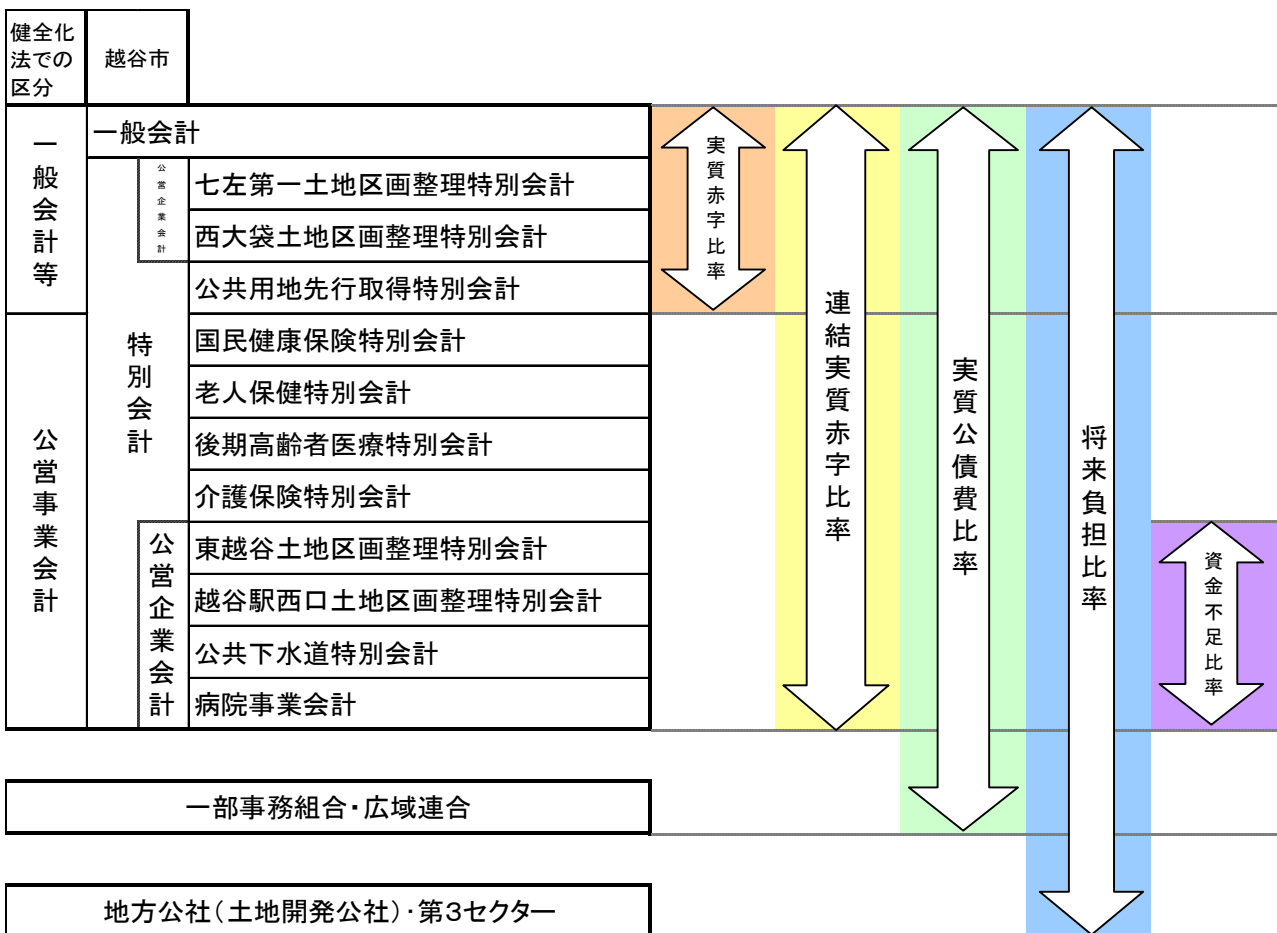 健全化
法での
区分
越谷市
一般会計等
一般会計
公営企業会計
七左第一土地区画整理特別会計
西大袋土地区画整理特別会計
公共用地先行取得特別会計
特別会計
公営事業会計
国民健康保険特別会計
老人保健特別会計
後期高齢者医療特別会計
介護保険特別会計
公営企業会計
東越谷土地区画整理特別会計
越谷駅西口土地区画整理特別会計
公共下水道特別会計
病院事業会計
実質赤字比率
連結実質赤字比率
実質公債費比率
将来負担比率
資金不足比率
一部事務組合・広域連合
地方公社(土地開発公社)・第3セクター